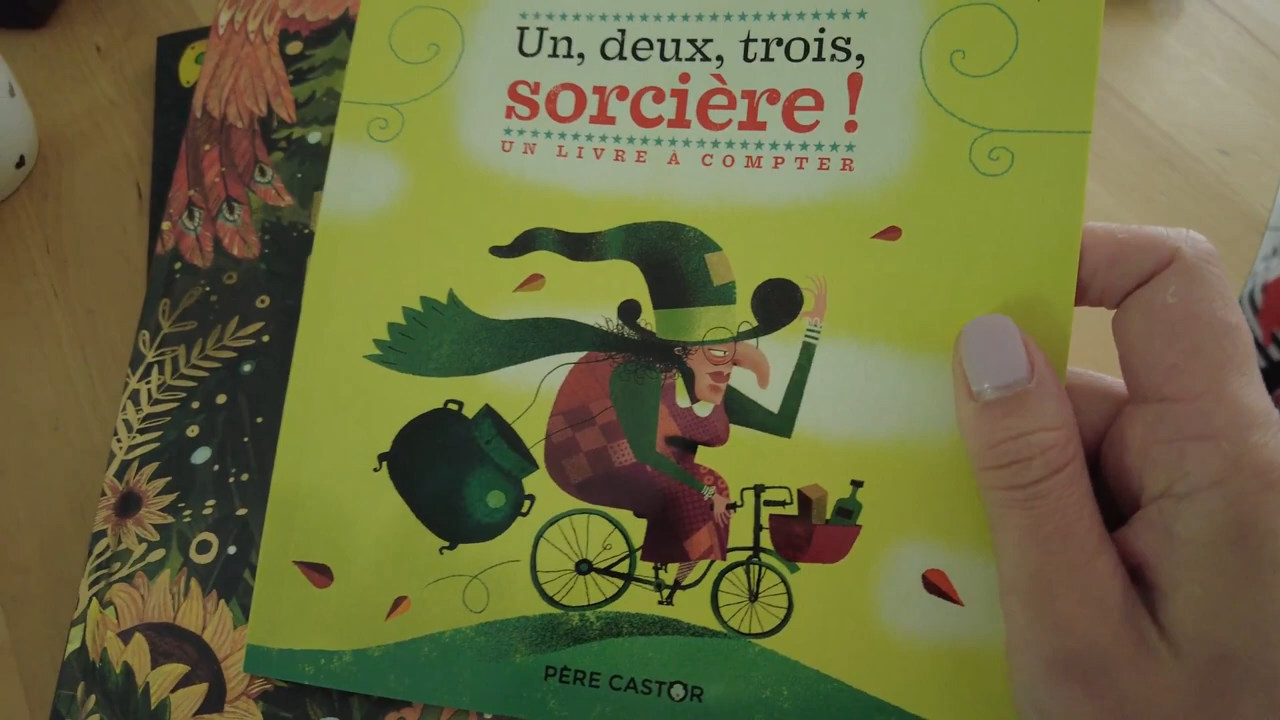 Un, deux, trois,
sorcière !
UN LIVRE À COMPTER
PÈRE CASTOR